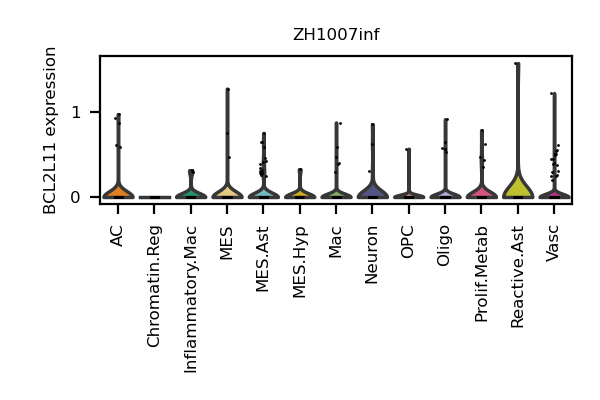 ZH1007inf
BCL2L11 expression
1
0
AC
Chromatin.Reg
Inflammatory.Mac
MES
MES.Ast
MES.Hyp
Mac
Neuron
OPC
Oligo
Prolif.Metab
Reactive.Ast
Vasc